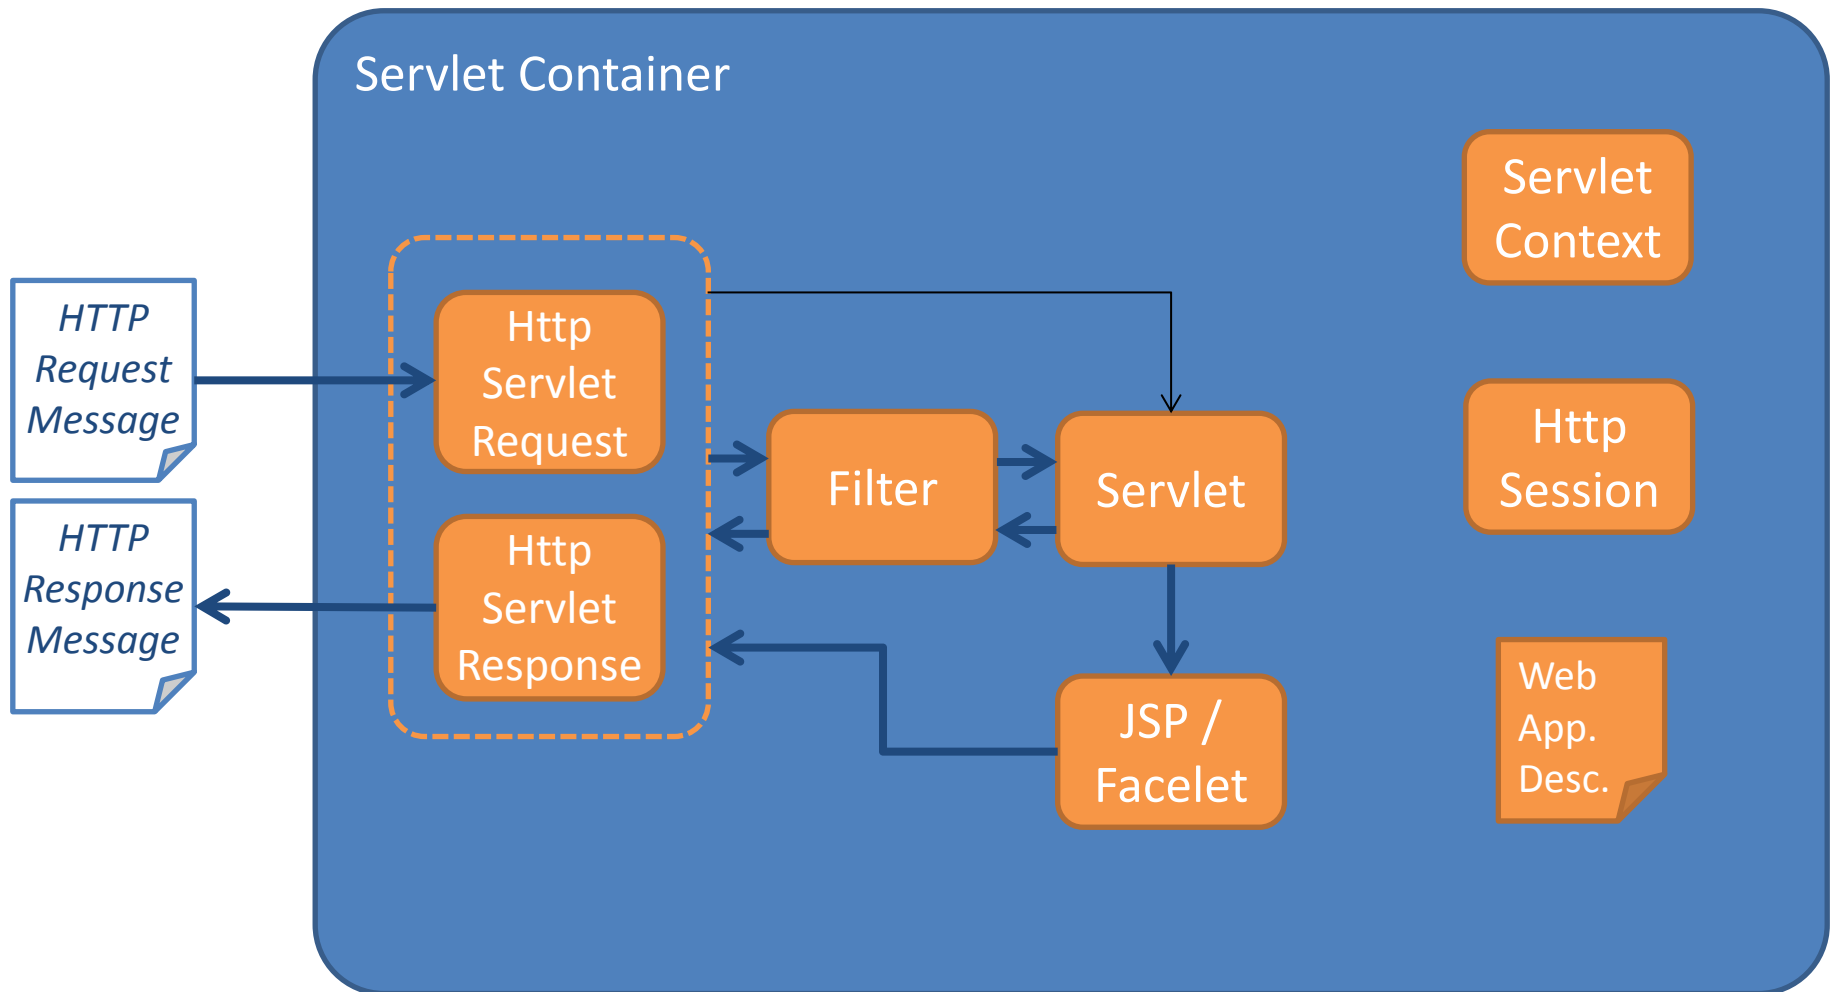 Servlet Container
HTTP
Request
Message
HTTP
Response
Message
Http
Servlet
Request
Http
Servlet
Response
Filter
Servlet
JSP /
Facelet
Servlet
Context
Http
Session
Web
App.
Desc.